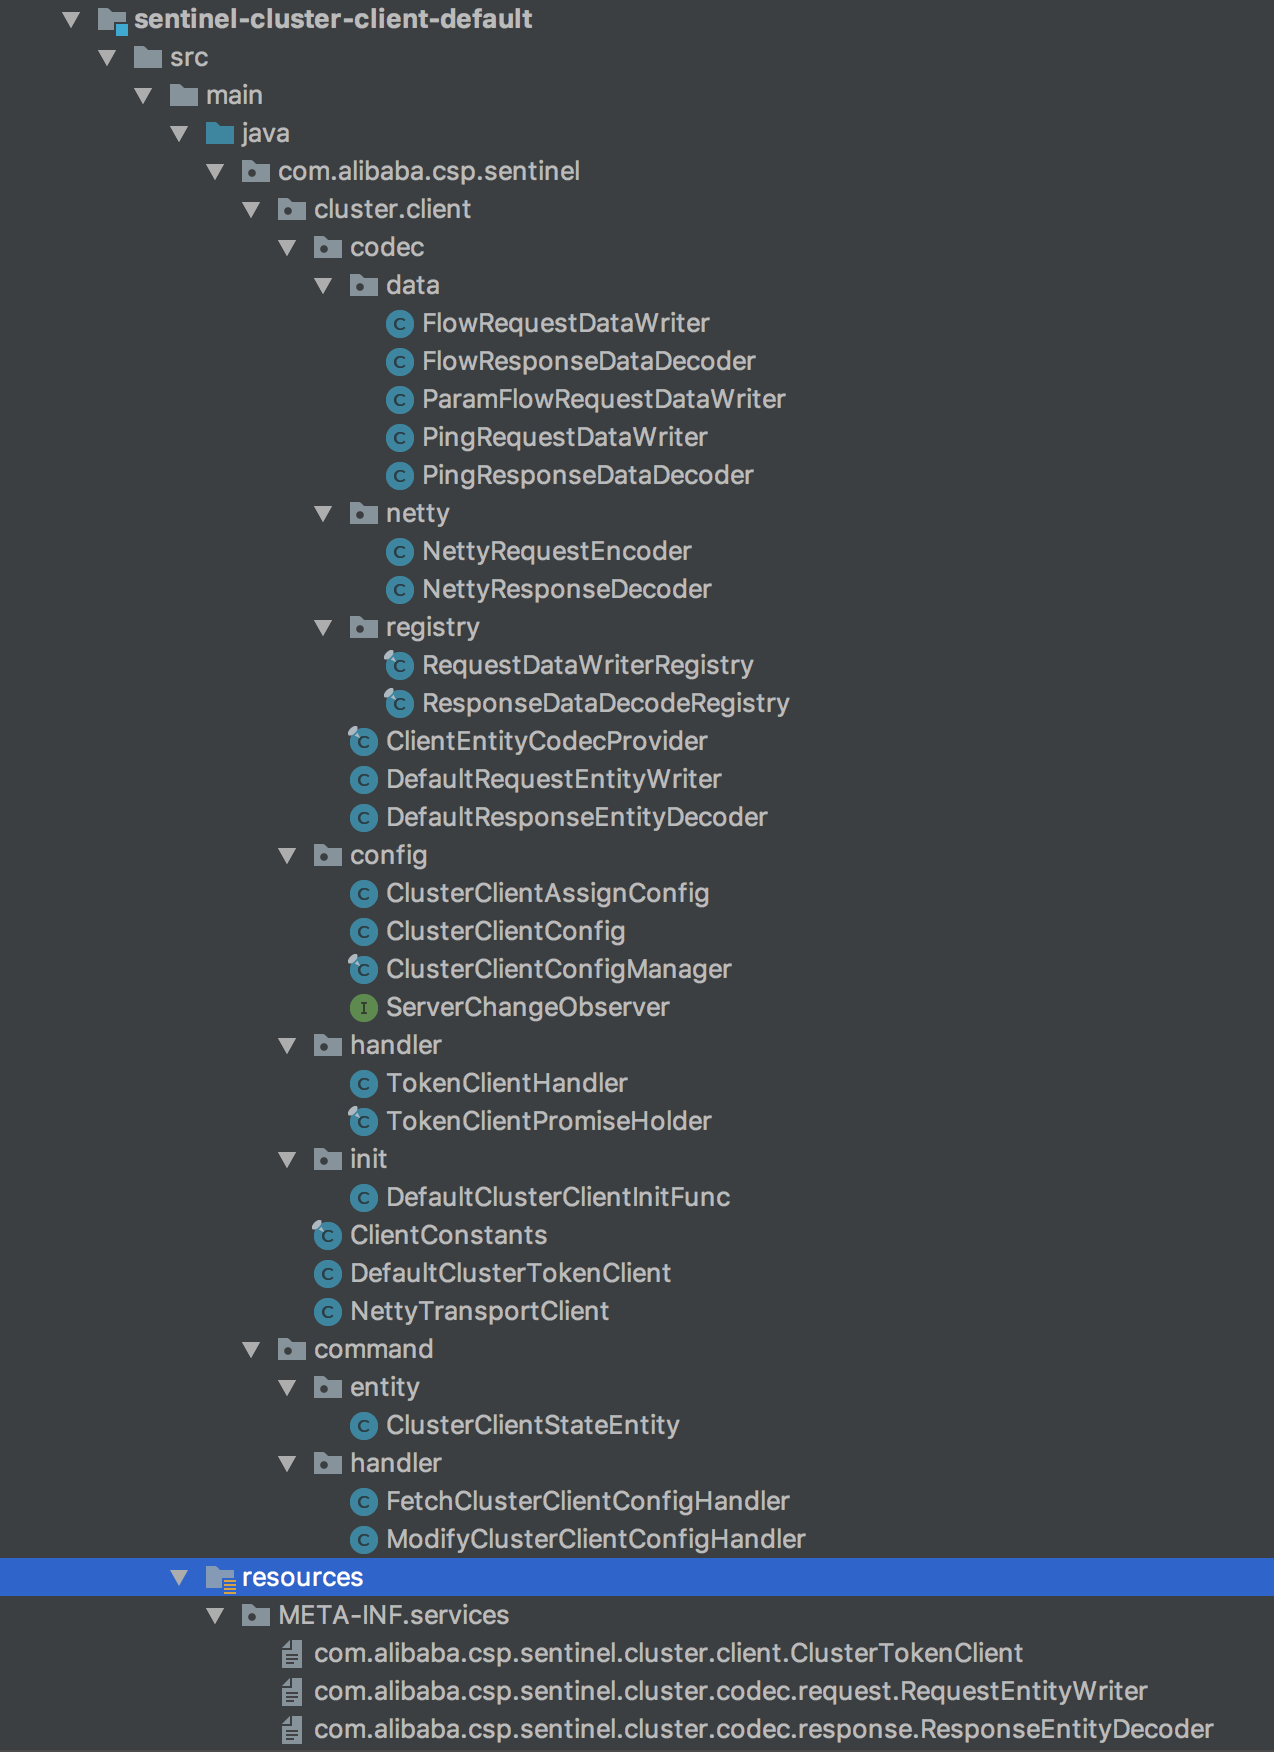 sentinel-cluster-client-default
src
main
java
com.alibaba.csp.sentinel
cluster.client
codec
data
FlowRequestDataWriter
FlowResponseDataDecoder
ParamFlowRequestDataWriter
PingRequestDataWriter
PingResponseDataDecoder
netty
NettyRequestEncoder
NettyResponseDecoder
registry
RequestDataWriterRegistry
ResponseDataDecodeRegistry
ClientEntityCodecProvider
DefaultRequestEntityWriter
DefaultResponseEntityDecoder
config
ClusterClientAssignConfig
ClusterClientConfig
ClusterClientConfigManager
ServerChangeObserver
handler
TokenClientHandler
TokenClientPromiseHolder
init
DefaultClusterClientInitFunc
ClientConstants
DefaultClusterTokenClient
NettyTransportClient
command
entity
ClusterClientStateEntity
handler
FetchClusterClientConfigHandler
ModifyClusterClientConfigHandler
resources
META-INF.services
com.alibaba.csp.sentinel.cluster.client.ClusterTokenClient
com.alibaba.csp.sentinel.cluster.codec.request.RequestEntityWriter
com.alibaba.csp.sentinel.cluster.codec.response.ResponseEntityDecoder